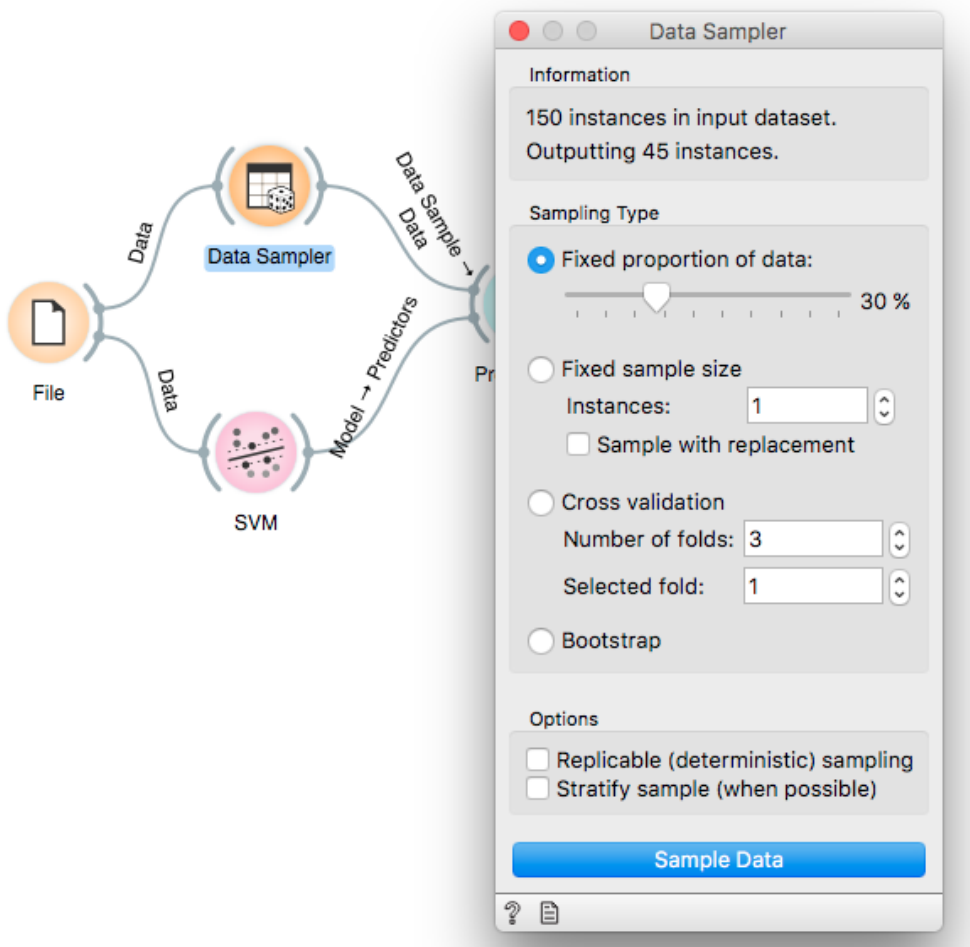 Data Sampler
Information
150 instances in input dataset.
Outputting 45 instances.
Sampling Type
Fixed proportion of data:
30 %
Fixed sample size
Instances: 1
Sample with replacement
Cross validation
Number of folds: 3
Selected fold: 1
Bootstrap
Options
Replicable (deterministic) sampling
Stratify sample (when possible)
Sample Data
File
Data
Data Sampler
Data Sample →
Data
Data
SVM
Model → Predictors
Pr